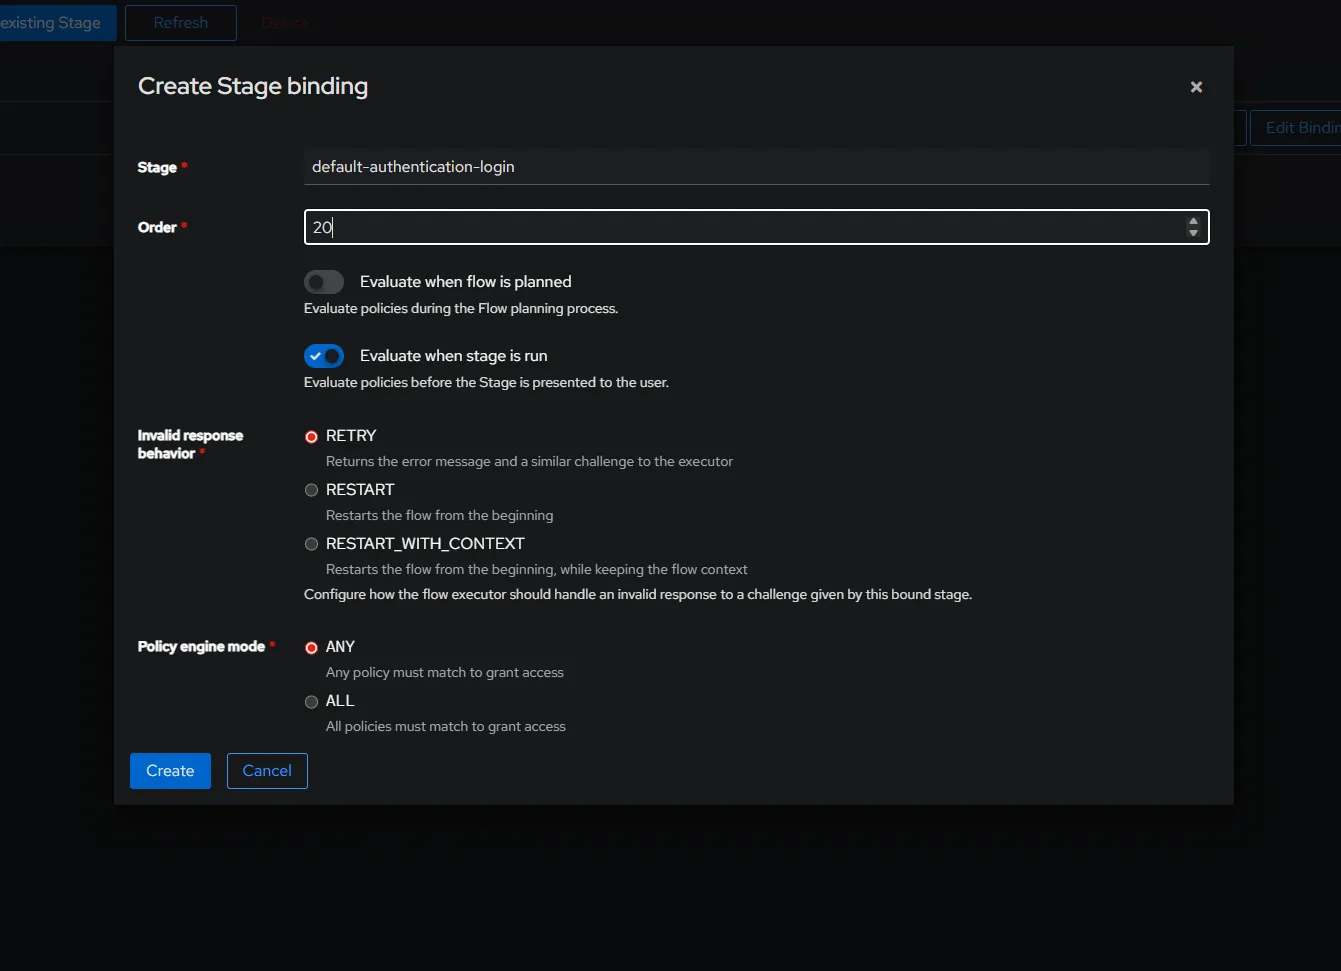 existing Stage
Refresh
Delete
Create Stage binding
Edit Bindin
Stage *
default-authentication-login
Order *
20
Evaluate when flow is planned
Evaluate policies during the Flow planning process.
Evaluate when stage is run
Evaluate policies before the Stage is presented to the user.
Invalid response
behavior *
RETRY
Returns the error message and a similar challenge to the executor
RESTART
Restarts the flow from the beginning
RESTART_WITH_CONTEXT
Restarts the flow from the beginning, while keeping the flow context
Configure how the flow executor should handle an invalid response to a challenge given by this bound stage.
Policy engine mode *
ANY
Any policy must match to grant access
ALL
All policies must match to grant access
Create
Cancel